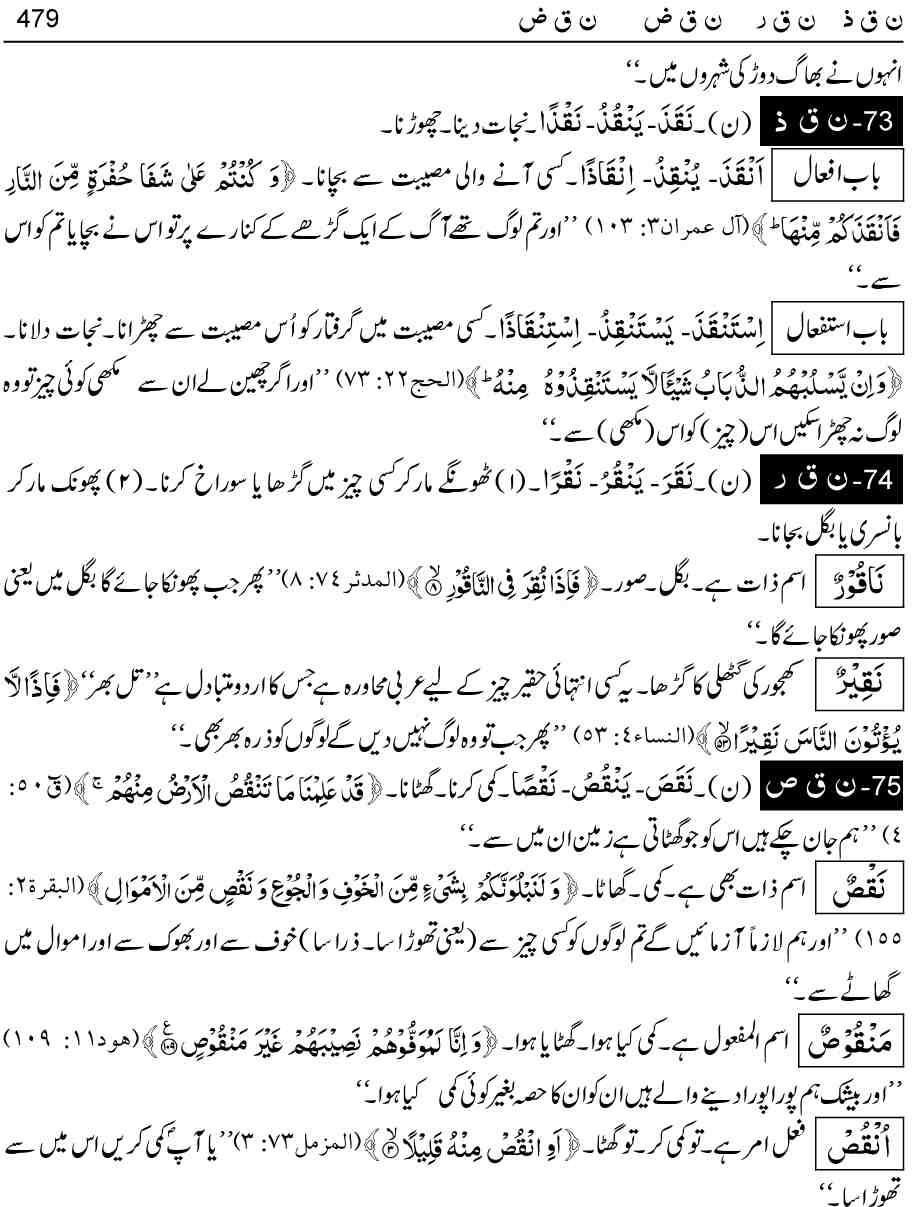 ن ق ذ   ن ق ر   ن ق ض   ن ق ض   479
انہوں نے بھاگ دوڑ کی شہروں میں۔‘‘
73-ن ق ذ (ن)۔نَقَذَ- یَنْقُذُ- نَقْذًا۔نجات دینا۔چھوڑنا۔
باب افعال اَنْقَذَ- یُنْقِذُ- اِنْقَاذًا۔کسی آنے والی مصیبت سے بچانا۔ ﴿وَ كُنْتُمْ عَلٰی شَفَا حُفْرَةٍ مِّنَ النَّارِ
فَاَنْقَذَكُمْ مِّنْهَا ؕ﴾(آل عمران۳: ۱۰۳) ’’اور تم لوگ تھے آگ کے ایک گڑھے کے کنارے پر تو اس نے بچایا تم کو اس
سے۔‘‘
باب استفعال اِسْتَنْقَذَ- یَسْتَنْقِذُ- اِسْتِنْقَاذًا۔کسی مصیبت میں گرفتار کو اُس مصیبت سے چھڑانا۔نجات دلانا۔
﴿وَاِنْ یَّسْلُبْهُمُ الذُّبَابُ شَیْئًا لَّا یَسْتَنْقِذُوْهُ مِنْهُ ؕ﴾(الحج۲۲: ۷۳) ’’اور اگر چھین لے ان سے مکھی کوئی چیز تو وہ
لوگ نہ چھڑا سکیں اس (چیز) کو اس (مکھی) سے۔‘‘
74-ن ق ر (ن)۔نَقَرَ- یَنْقُرُ- نَقْرًا۔(۱) ٹھونگے مار کر کسی چیز میں گڑھا یا سوراخ کرنا۔(۲) پھونک مار کر
بانسری یا بگل بجانا۔
نَاقُوْرٌ اسم ذات ہے۔بگل۔صور۔﴿فَاِذَا نُقِرَ فِی النَّاقُوْرِ ۙ۸﴾(المدثر۷٤: ۸)’’پھر جب پھونکا جائے گا بگل میں یعنی
صور پھونکا جائے گا۔‘‘
نَقِیْرٌ کھجور کی گٹھلی کا گڑھا۔ یہ کسی انتہائی حقیر چیز کے لیے عربی محاورہ ہے جس کا اردو متبادل ہے ’’تل بھر‘‘﴿فَاِذًا لَّا
یُؤْتُوْنَ النَّاسَ نَقِیْرًا ۙ۵۳﴾(النساء٤: ۵۳) ’’پھر جب تو وہ لوگ نہیں دیں گے لوگوں کو ذرہ بھر بھی۔‘‘
75-ن ق ص (ن)۔نَقَصَ- یَنْقُصُ- نَقْصًا۔کمی کرنا۔گھٹانا۔﴿قَدْ عَلِمْنَا مَا تَنْقُصُ الْاَرْضُ مِنْهُمْ ۚ﴾(قٓ۵۰:
٤) ’’ہم جان چکے ہیں اس کو جو گھٹاتی ہے زمین ان میں سے۔‘‘
نَقْصٌ اسم ذات بھی ہے۔کمی۔گھاٹا۔﴿وَ لَنَبْلُوَنَّكُمْ بِشَیْءٍ مِّنَ الْخَوْفِ وَ الْجُوْعِ وَ نَقْصٍ مِّنَ الْاَمْوَالِ﴾(البقرة۲:
۱۵۵) ’’اور ہم لازماً آزمائیں گے تم لوگوں کو کسی چیز سے (یعنی تھوڑا سا۔ذرا سا) خوف سے اور بھوک سے اور اموال میں
گھاٹے سے۔‘‘
مَنْقُوْصٌ اسم المفعول ہے۔کمی کیا ہوا۔گھٹایا ہوا۔﴿وَ اِنَّا لَمُوَفُّوْهُمْ نَصِیْبَهُمْ غَیْرَ مَنْقُوْصٍ ۠۱۰۹﴾(هود۱۱: ۱۰۹)
’’اور بیشک ہم پورا پورا دینے والے ہیں ان کو ان کا حصہ بغیر کوئی کمی کیا ہوا۔‘‘
اُنْقُصْ فعل امر ہے۔تو کمی کر۔تو گھٹا۔﴿اَوِ انْقُصْ مِنْهُ قَلِیْلًا ۙ۳﴾(المزمل۷۳: ۳)’’یا آپؐ کمی کریں اس میں سے
تھوڑا سا۔‘‘